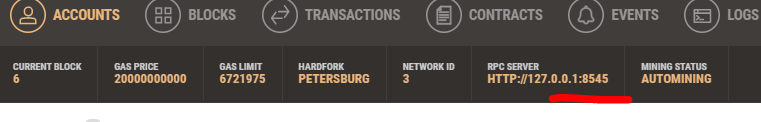 ACCOUNTS BLOCKS TRANSACTIONS CONTRACTS EVENTS LOGS
CURRENT BLOCK GAS PRICE GAS LIMIT HARDFORK NETWORK ID RPC SERVER MINING STATUS
6 20000000000 6721975 PETERSBURG 3 HTTP://127.0.0.1:8545 AUTOMINING